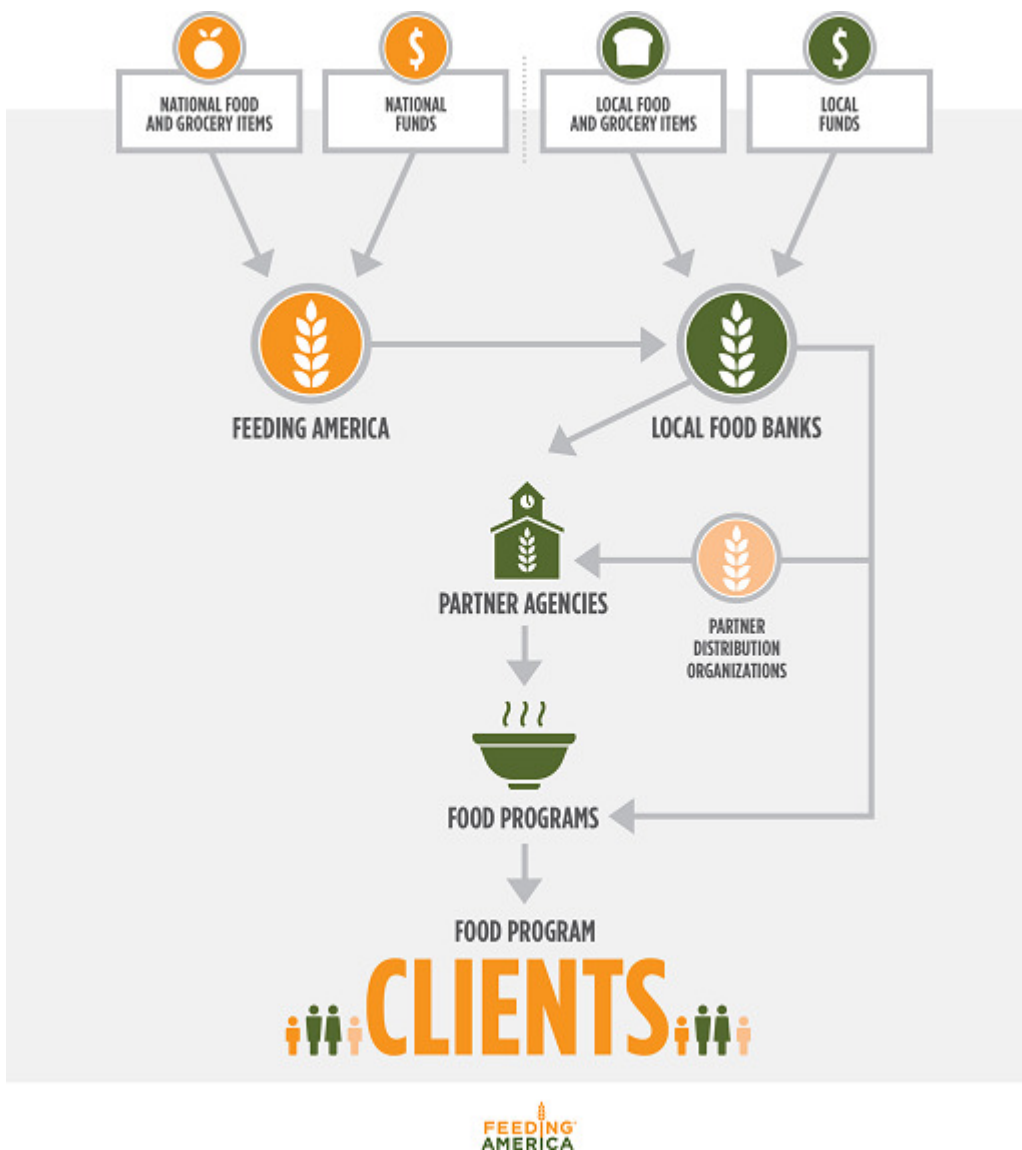 $
$
NATIONAL FOOD
AND GROCERY ITEMS
NATIONAL
FUNDS
LOCAL FOOD
AND GROCERY ITEMS
LOCAL
FUNDS
FEEDING AMERICA
LOCAL FOOD BANKS
PARTNER AGENCIES
PARTNER
DISTRIBUTION
ORGANIZATIONS
FOOD PROGRAMS
FOOD PROGRAM
CLIENTS
FEEDING
AMERICA